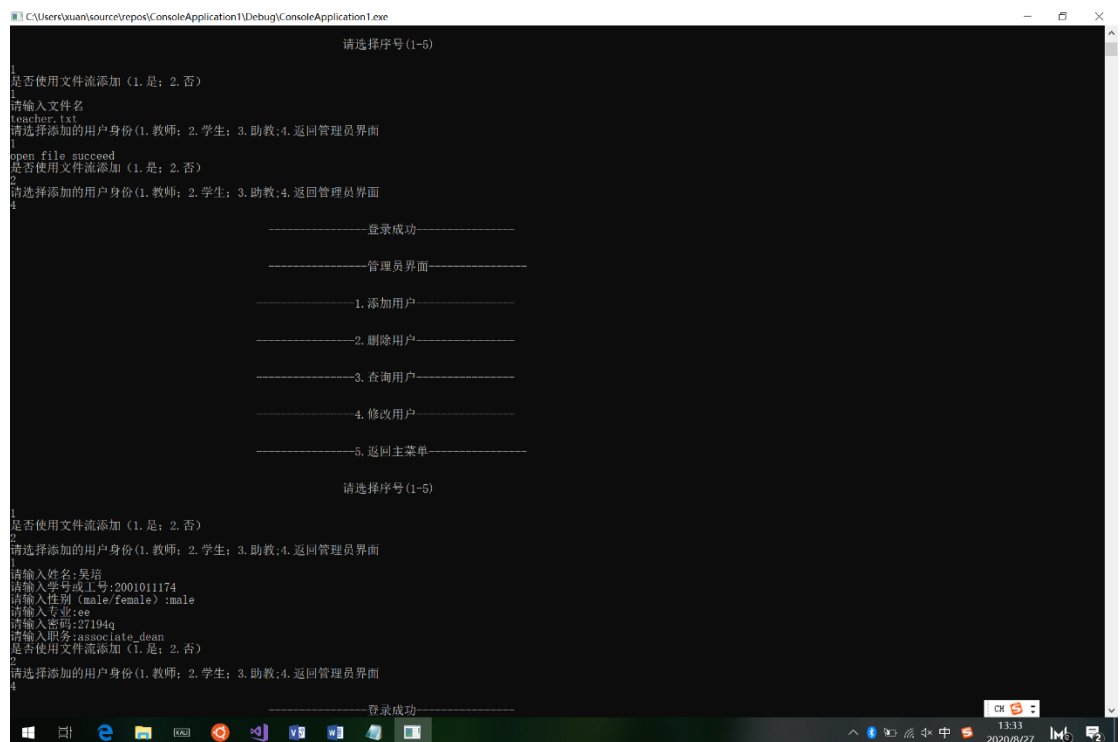 C:\Users\xuan\source\repos\ConsoleApplication1\Debug\ConsoleApplication1.exe
请选择序号(1-5)
1
是否使用文件流添加（1.是；2.否）
1
请输入文件名
teacher.txt
请选择添加的用户身份(1.教师；2.学生；3.助教;4.返回管理员界面
1
open file succeed
是否使用文件流添加（1.是；2.否）
2
请选择添加的用户身份(1.教师；2.学生；3.助教;4.返回管理员界面
4
----------------登录成功----------------
----------------管理员界面----------------
----------------1.添加用户----------------
----------------2.删除用户----------------
----------------3.查询用户----------------
----------------4.修改用户----------------
----------------5.返回主菜单----------------
请选择序号(1-5)
1
是否使用文件流添加（1.是；2.否）
2
请选择添加的用户身份(1.教师；2.学生；3.助教;4.返回管理员界面
1
请输入姓名:吴培
请输入学号或工号:2001011174
请输入性别（male/female）:male
请输入专业:ee
请输入密码:27194q
请输入职务:associate_dean
是否使用文件流添加（1.是；2.否）
2
请选择添加的用户身份(1.教师；2.学生；3.助教;4.返回管理员界面
4
----------------登录成功----------------
CH
KALI
中
13:33
2020/8/27
2